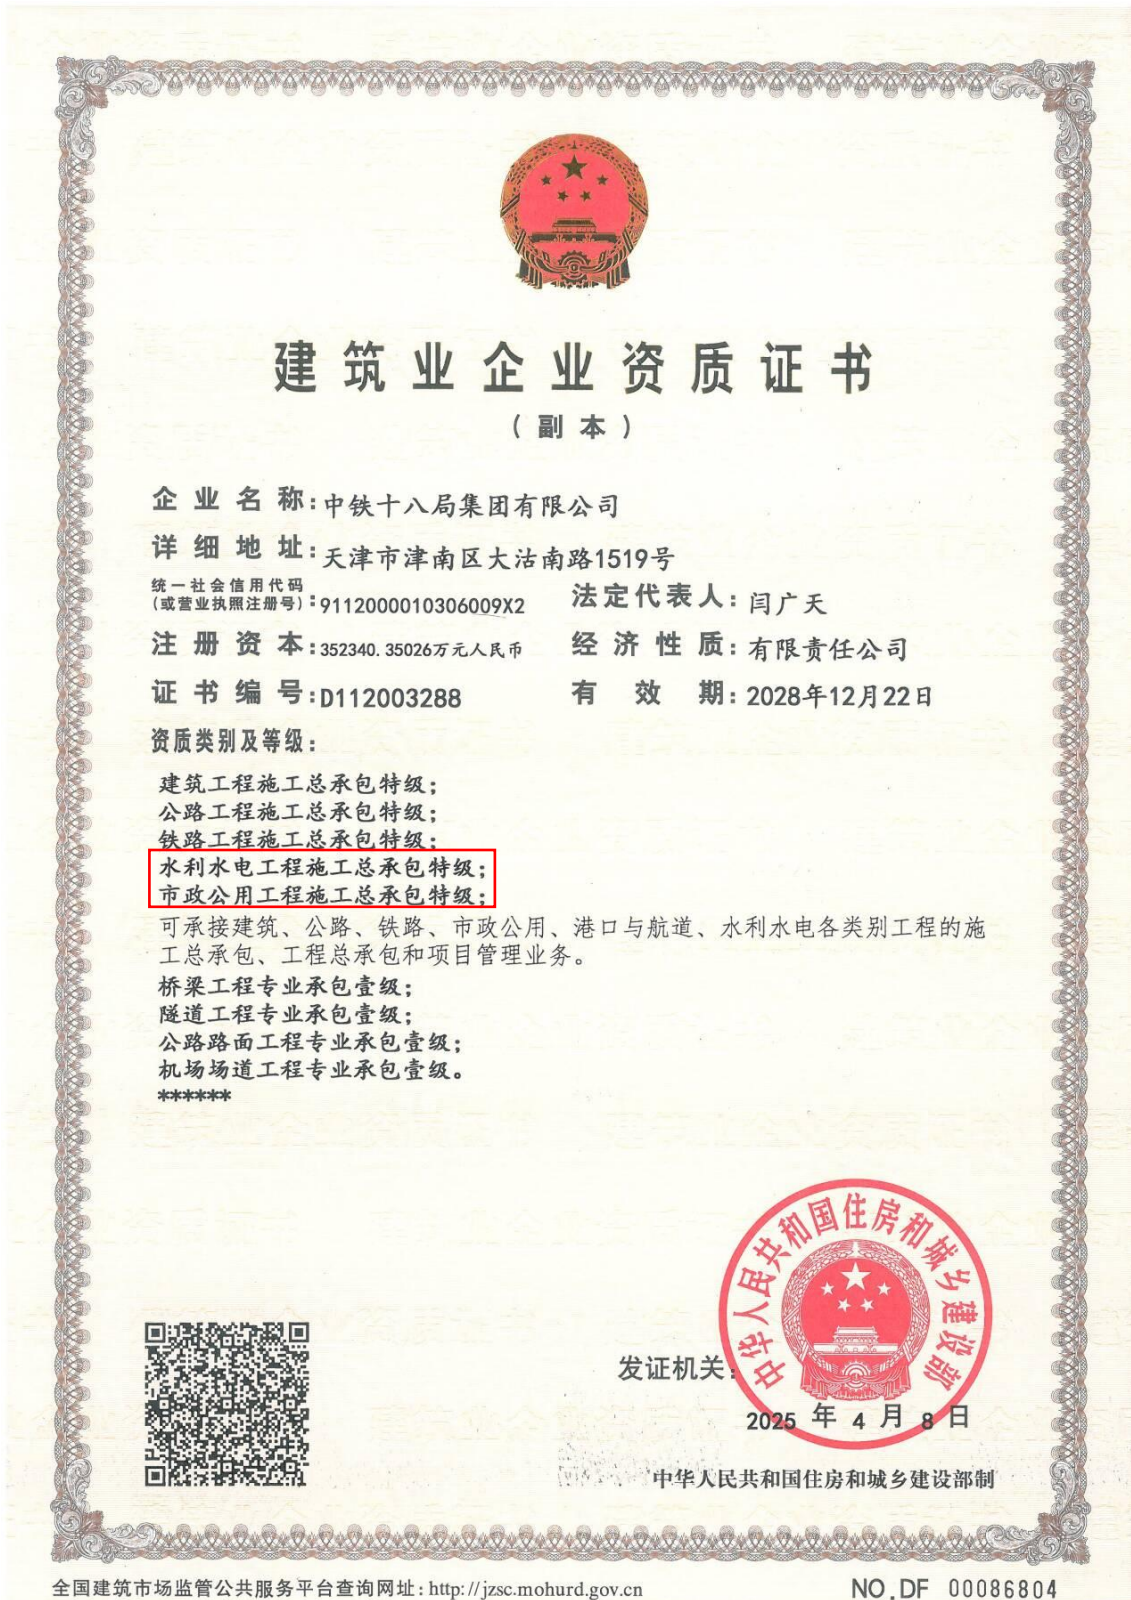 建筑业企业资质证书
（副本）
企业名称：中铁十八局集团有限公司
详细地址：天津市津南区大沽南路1519号
统一社会信用代码
（或营业执照注册号）：9112000010306009X2
法定代表人：闫广天
注册资本：352340.35026万元人民币
经济性质：有限责任公司
证书编号：D112003288
有效期：2028年12月22日
资质类别及等级：
建筑工程施工总承包特级；
公路工程施工总承包特级；
铁路工程施工总承包特级；
水利水电工程施工总承包特级；
市政公用工程施工总承包特级；
可承接建筑、公路、铁路、市政公用、港口与航道、水利水电各类别工程的施
工总承包、工程总承包和项目管理业务。
桥梁工程专业承包壹级；
隧道工程专业承包壹级；
公路路面工程专业承包壹级；
机场场道工程专业承包壹级。
******
中华人民共和国住房和城乡建设部
发证机关：
2025年4月8日
中华人民共和国住房和城乡建设部制
全国建筑市场监管公共服务平台查询网址：http://jzsc.mohurd.gov.cn
NO.DF 00086804